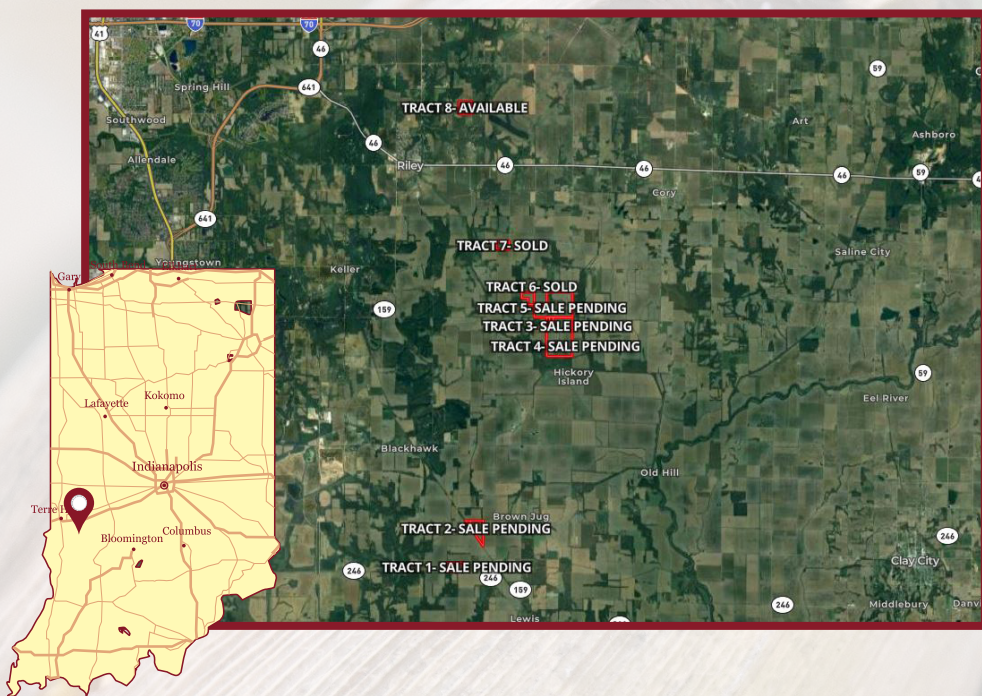 70
70
41
46
59
Spring Hill
641
TRACT 8- AVAILABLE
Southwood
Art
Ashboro
46
Allendale
Riley
46
46
46
59
Cory
641
TRACT 7- SOLD
Saline City
Youngstown
Keller
Gary
TRACT 6- SOLD
159
TRACT 5- SALE PENDING
TRACT 3- SALE PENDING
TRACT 4- SALE PENDING
Hickory
Island
59
Eel River
Kokomo
Lafayette
Blackhawk
Indianapolis
Old Hill
Terre
Brown Jug
TRACT 2- SALE PENDING
Columbus
Bloomington
246
Clay City
TRACT 1- SALE PENDING
246
246
159
246
Middlebury
Lewis